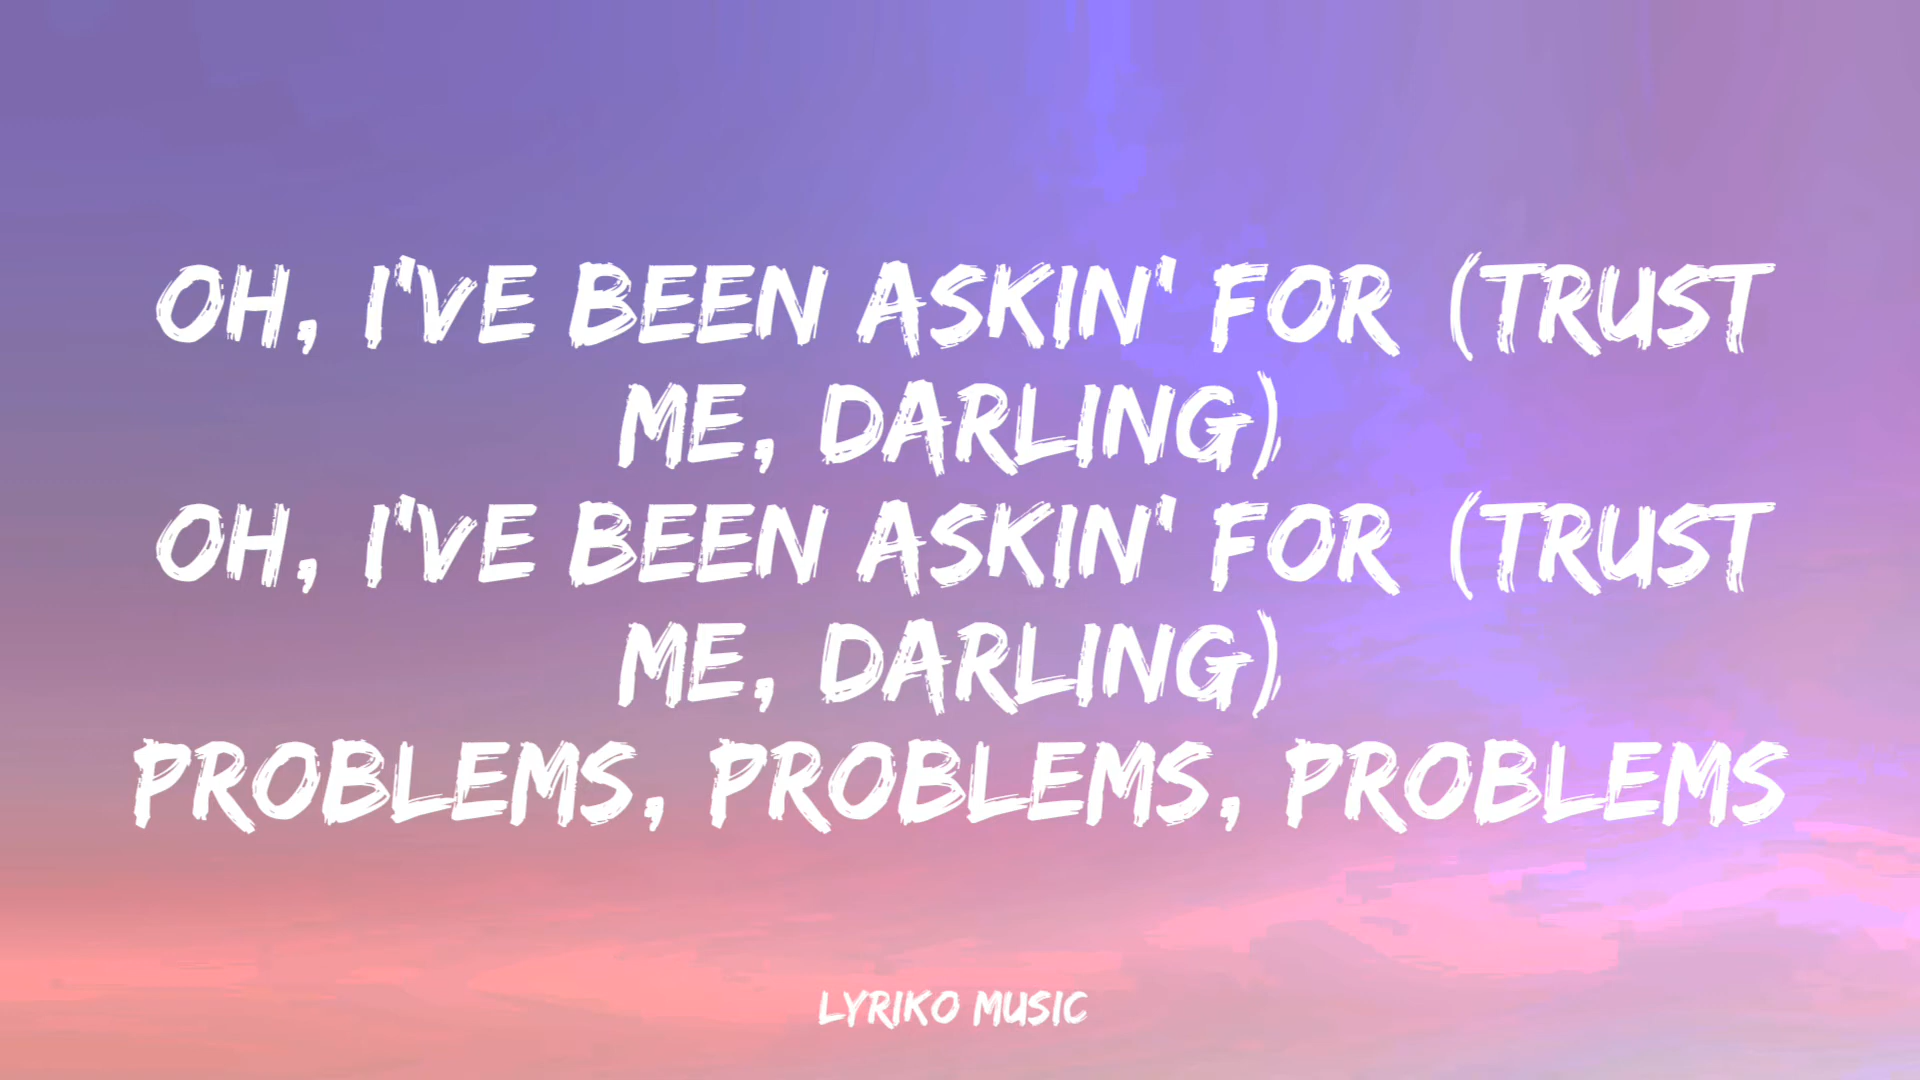 OH, I'VE BEEN ASKIN' FOR (TRUST
ME, DARLING)
OH, I'VE BEEN ASKIN' FOR (TRUST
ME, DARLING)
PROBLEMS, PROBLEMS, PROBLEMS
LYRIKO MUSIC